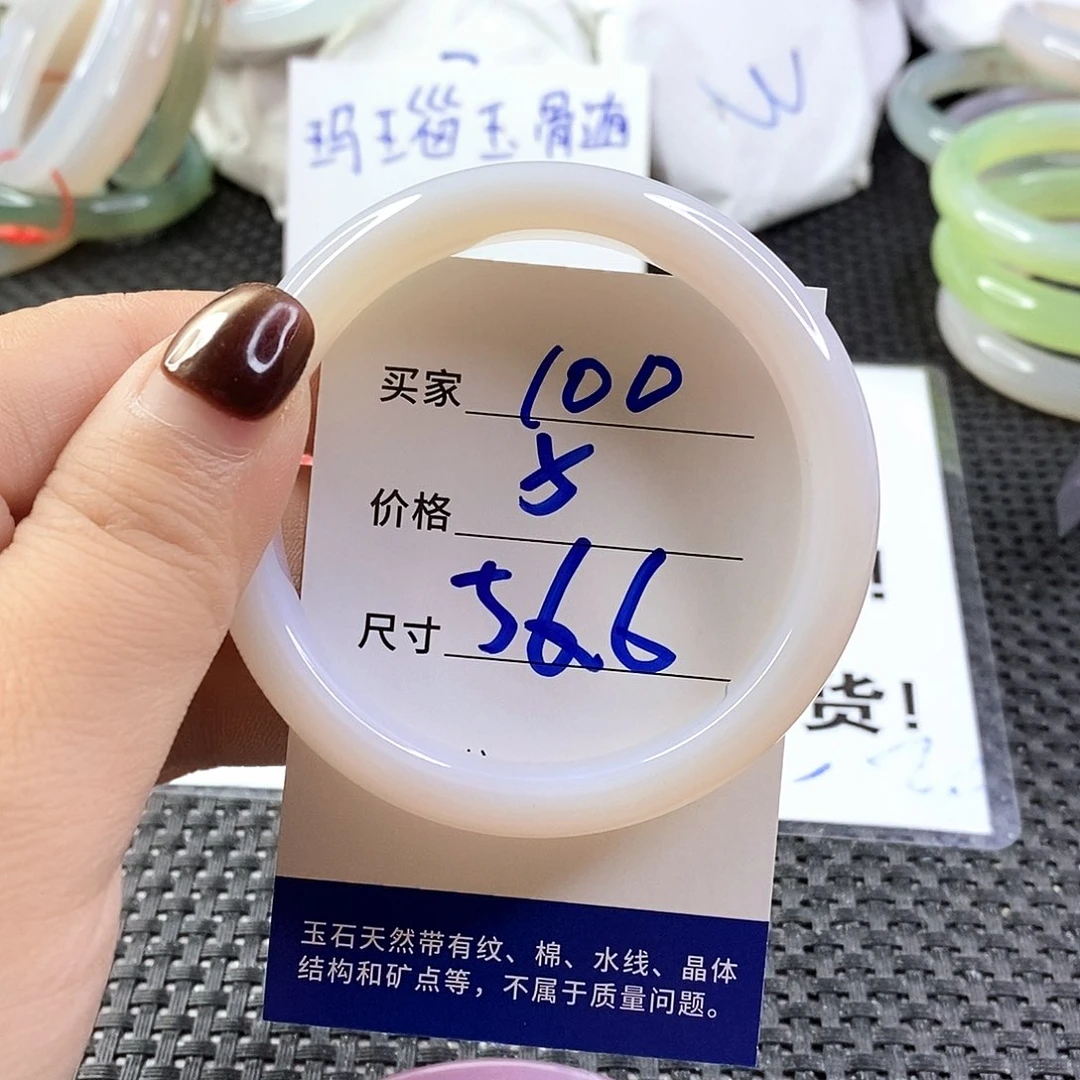 玛瑙玉骨髓
买家 100
价格 8
尺寸 56.6
货！
玉石天然带有纹、棉、水线、晶体
结构和矿点等，不属于质量问题。